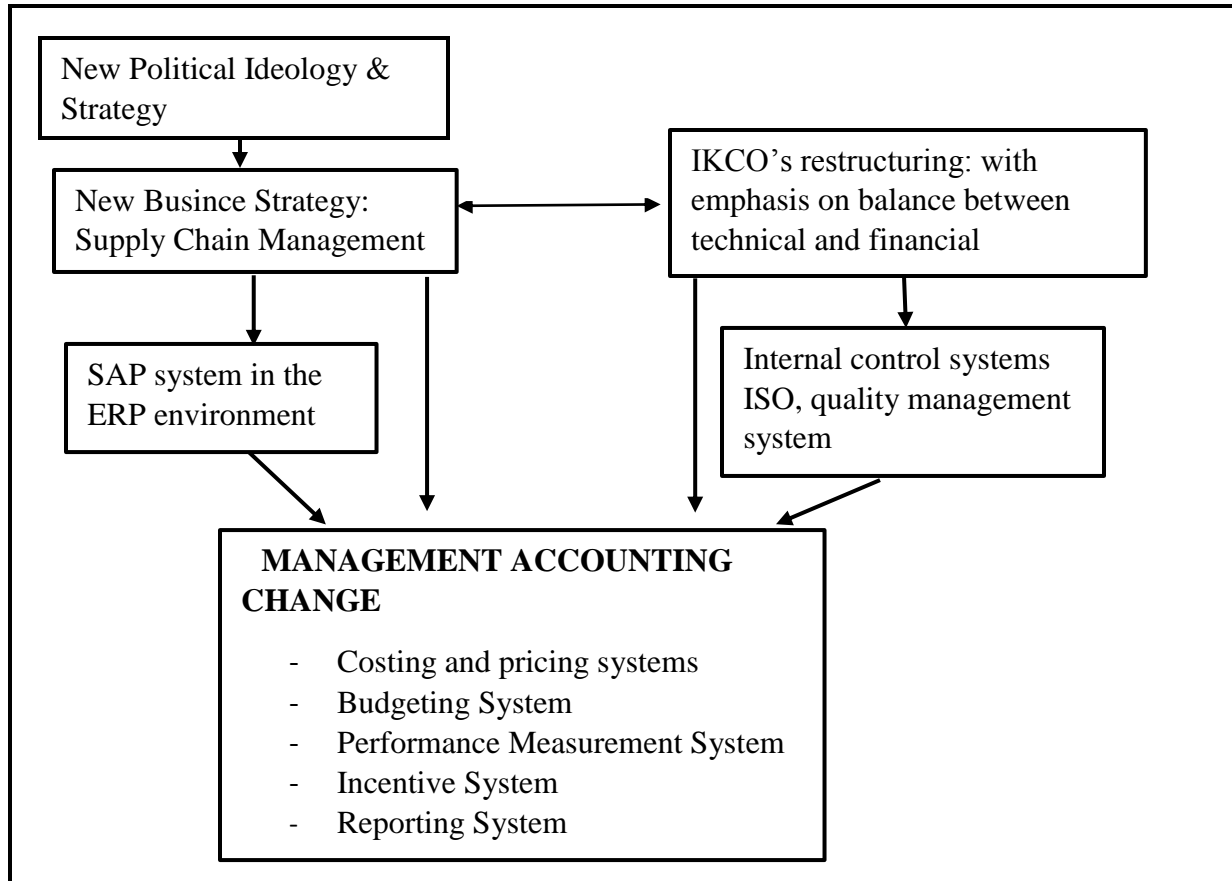 New Political Ideology &
Strategy
New Busince Strategy:
Supply Chain Management
IKCO’s restructuring: with
emphasis on balance between
technical and financial
SAP system in the
ERP environment
Internal control systems
ISO, quality management
system
MANAGEMENT ACCOUNTING
CHANGE
- Costing and pricing systems
- Budgeting System
- Performance Measurement System
- Incentive System
- Reporting System